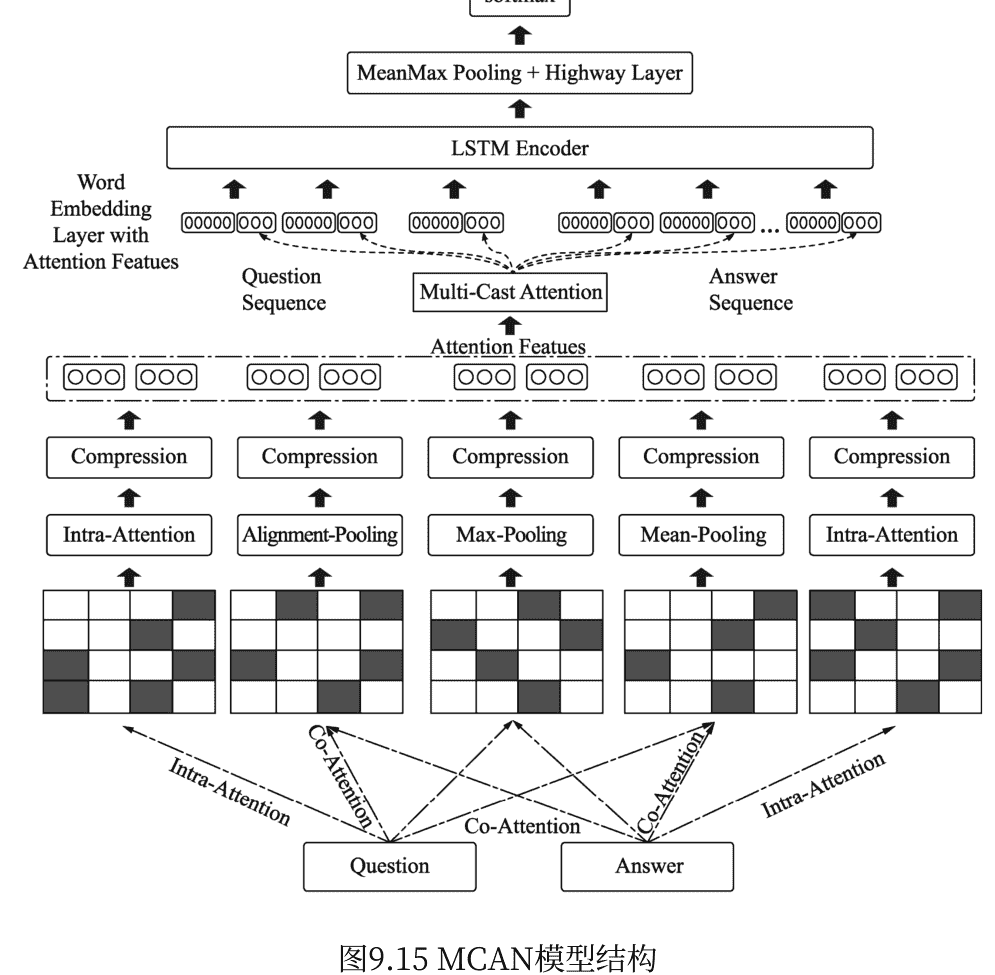 softmax
MeanMax Pooling + Highway Layer
LSTM Encoder
Word
Embedding
Layer with
Attention Featues
Question
Sequence
Answer
Sequence
...
Multi-Cast Attention
Attention Featues
Compression
Compression
Compression
Compression
Compression
Intra-Attention
Alignment-Pooling
Max-Pooling
Mean-Pooling
Intra-Attention
Intra-Attention
Co-Attention
Co-Attention
Co-Attention
Intra-Attention
Question
Answer
图9.15 MCAN模型结构